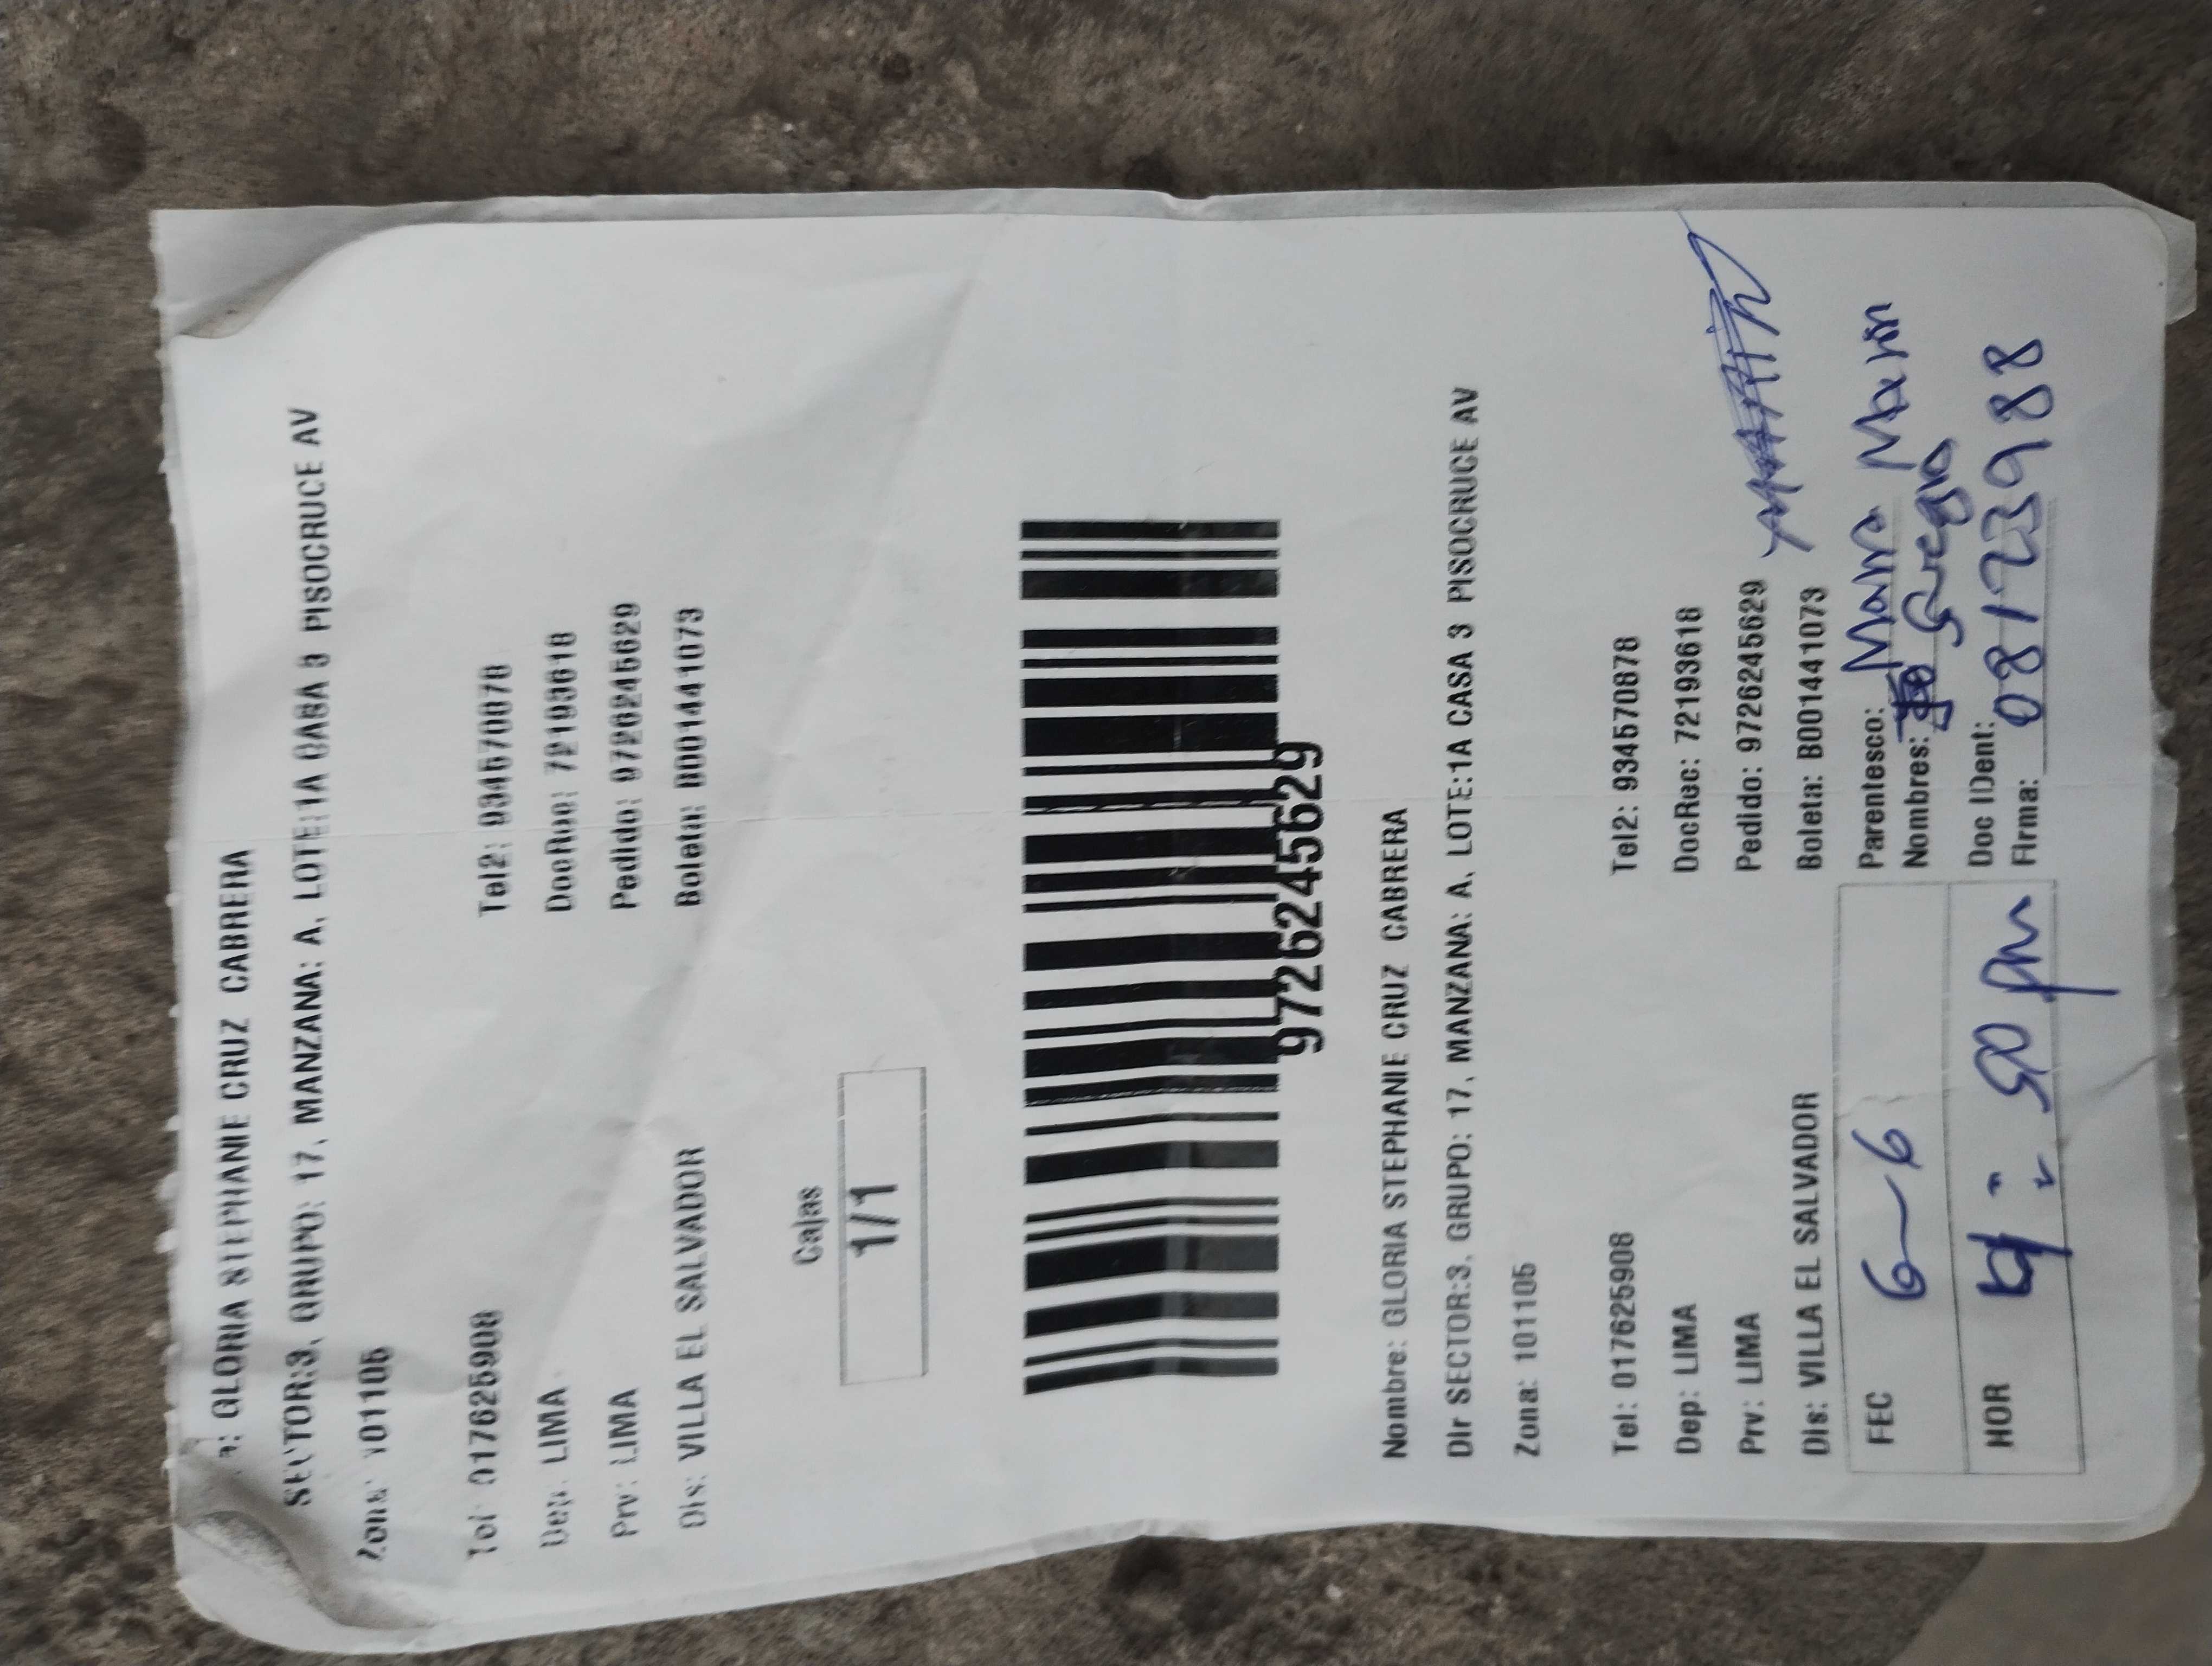 a: GLORIA STEPHANIE CRUZ CABRERA
SECTOR:3, GRUPO: 17, MANZANA: A, LOTE:1A CASA 3 PISOCRUCE AV
Zona: 101105
Tel: 017625908 Tel2: 934570878
Dep: LIMA DocRec: 72193618
Prv: LIMA Pedido: 9726245629
Dis: VILLA EL SALVADOR Boleta: B001441073
Cajas
1/1
9726245629
Nombre: GLORIA STEPHANIE CRUZ CABRERA
Dir SECTOR:3, GRUPO: 17, MANZANA: A, LOTE:1A CASA 3 PISOCRUCE AV
Zona: 101105
Tel: 017625908 Tel2: 934570878
Dep: LIMA DocRec: 72193618
Prv: LIMA Pedido: 9726245629
Dis: VILLA EL SALVADOR Boleta: B001441073
FEC 6-6 Parentesco: Mama
Nombres:
HOR 4:50 pm Doc IDent: 081723988
Firma: